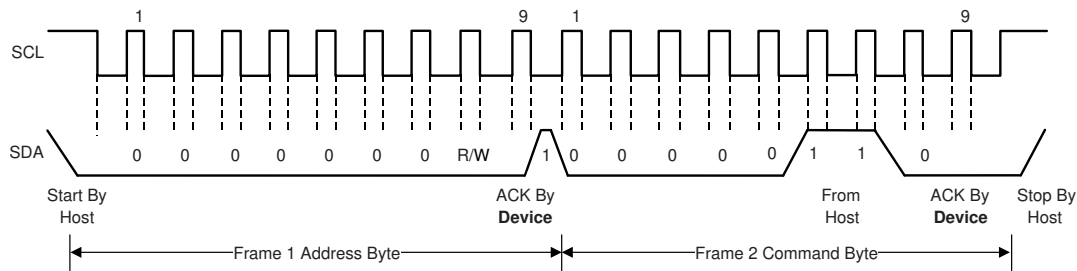 1 9 1 9
SCL
SDA
0 0 0 0 0 0 0 R/W 1 0 0 0 0 0 1 1 0
Start By
Host
ACK By
Device
From
Host
ACK By
Device
Stop By
Host
Frame 1 Address Byte
Frame 2 Command Byte